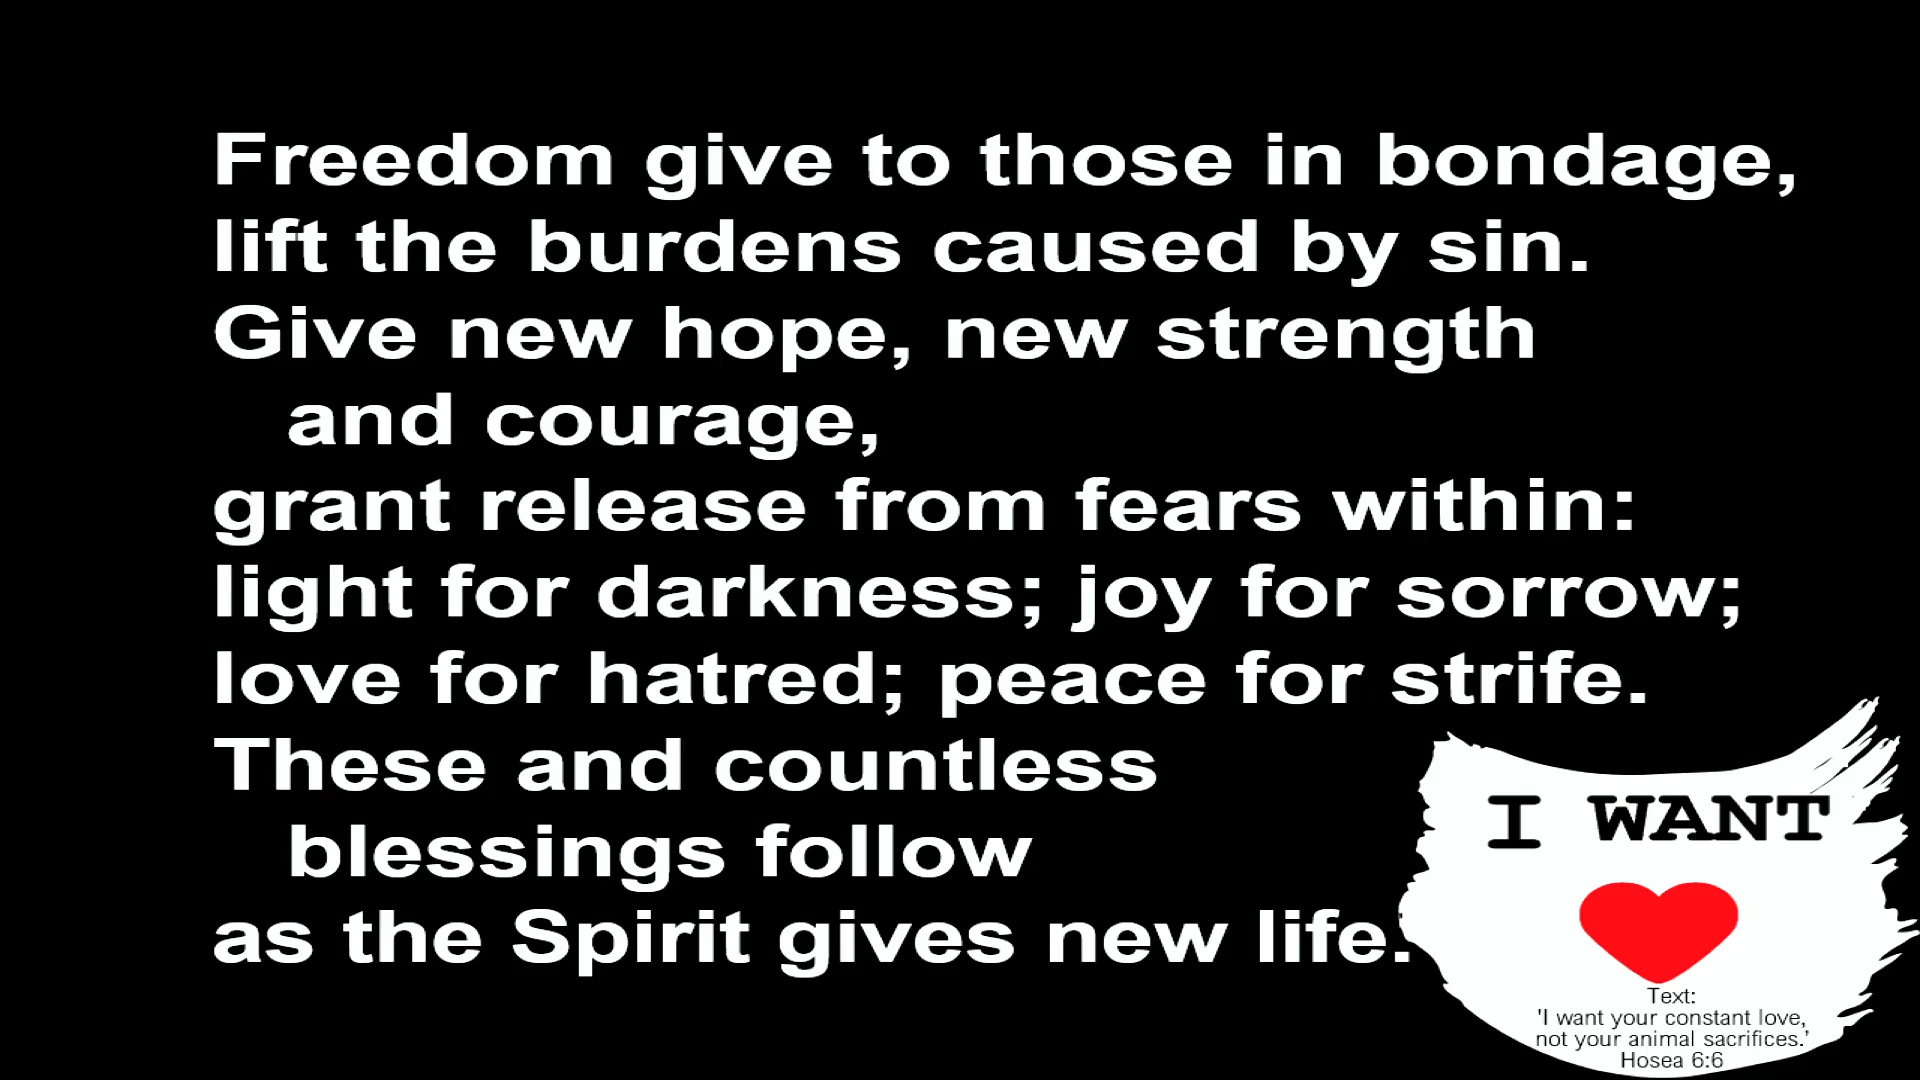 Freedom give to those in bondage,
lift the burdens caused by sin.
Give new hope, new strength
and courage,
grant release from fears within:
light for darkness; joy for sorrow;
love for hatred; peace for strife.
These and countless
blessings follow
as the Spirit gives new life.
I WANT
Text:
'I want your constant love,
not your animal sacrifices.'
Hosea 6:6